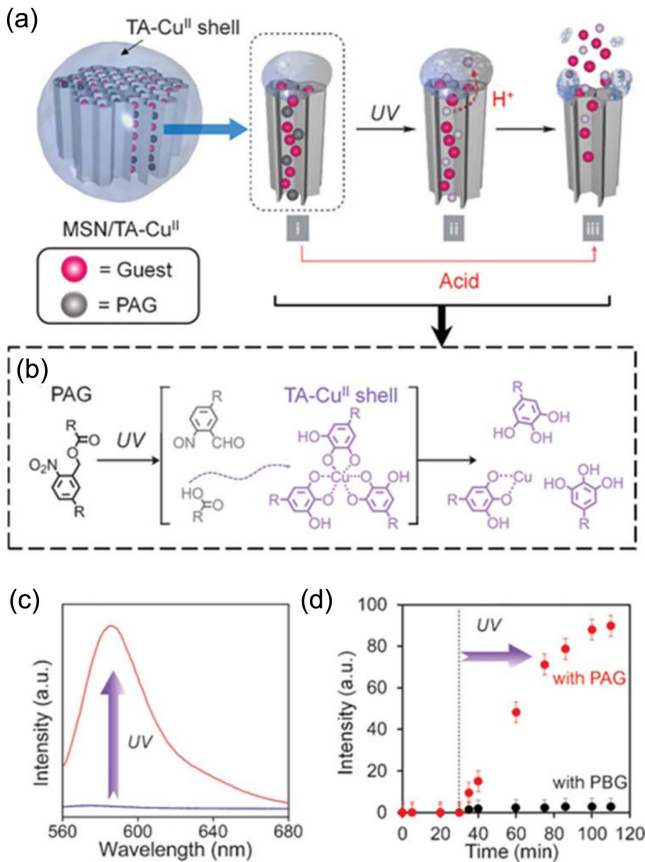 (a)
TA-Cu^II shell
UV
H⁺
MSN/TA-Cu^II
i
ii
iii
= Guest
= PAG
Acid
(b)
PAG
UV
TA-Cu^II shell
R
O
O
NO₂
R
R
ON
CHO
HO
O
R
R
HO
O
O
O
O
Cu
O
O
OH
R
OH
R
R
HO
OH
OH
O
O
Cu
OH
R
OH
HO
OH
R
(c)
Intensity (a.u.)
UV
560
600
640
680
Wavelength (nm)
(d)
100
80
60
40
20
0
Intensity (a.u.)
UV
with PAG
with PBG
0
20
40
60
80
100
120
Time (min)